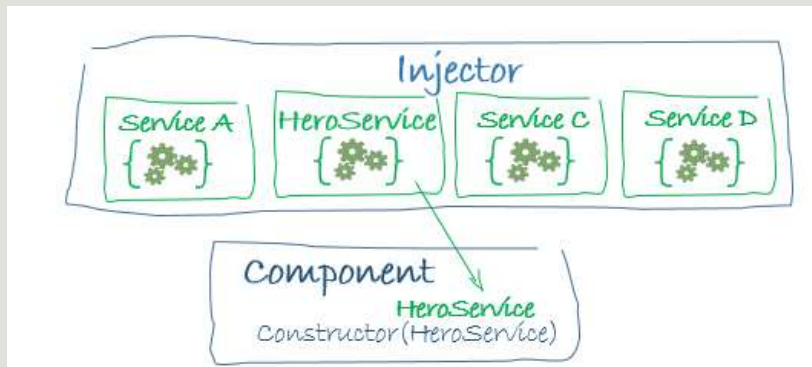 Injector
Service A HeroService Service C Service D
Component
HeroService
Constructor(HeroService)